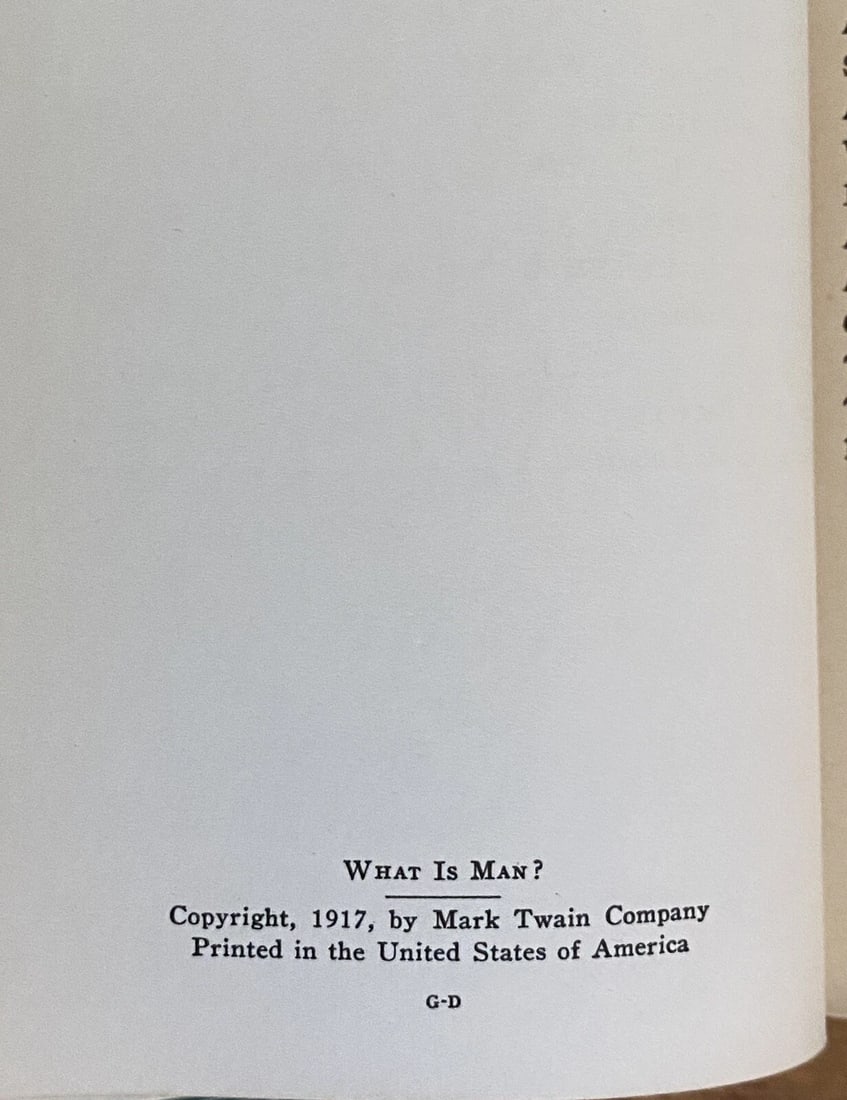 What Is Man?
Copyright, 1917, by Mark Twain Company
Printed in the United States of America
G-D